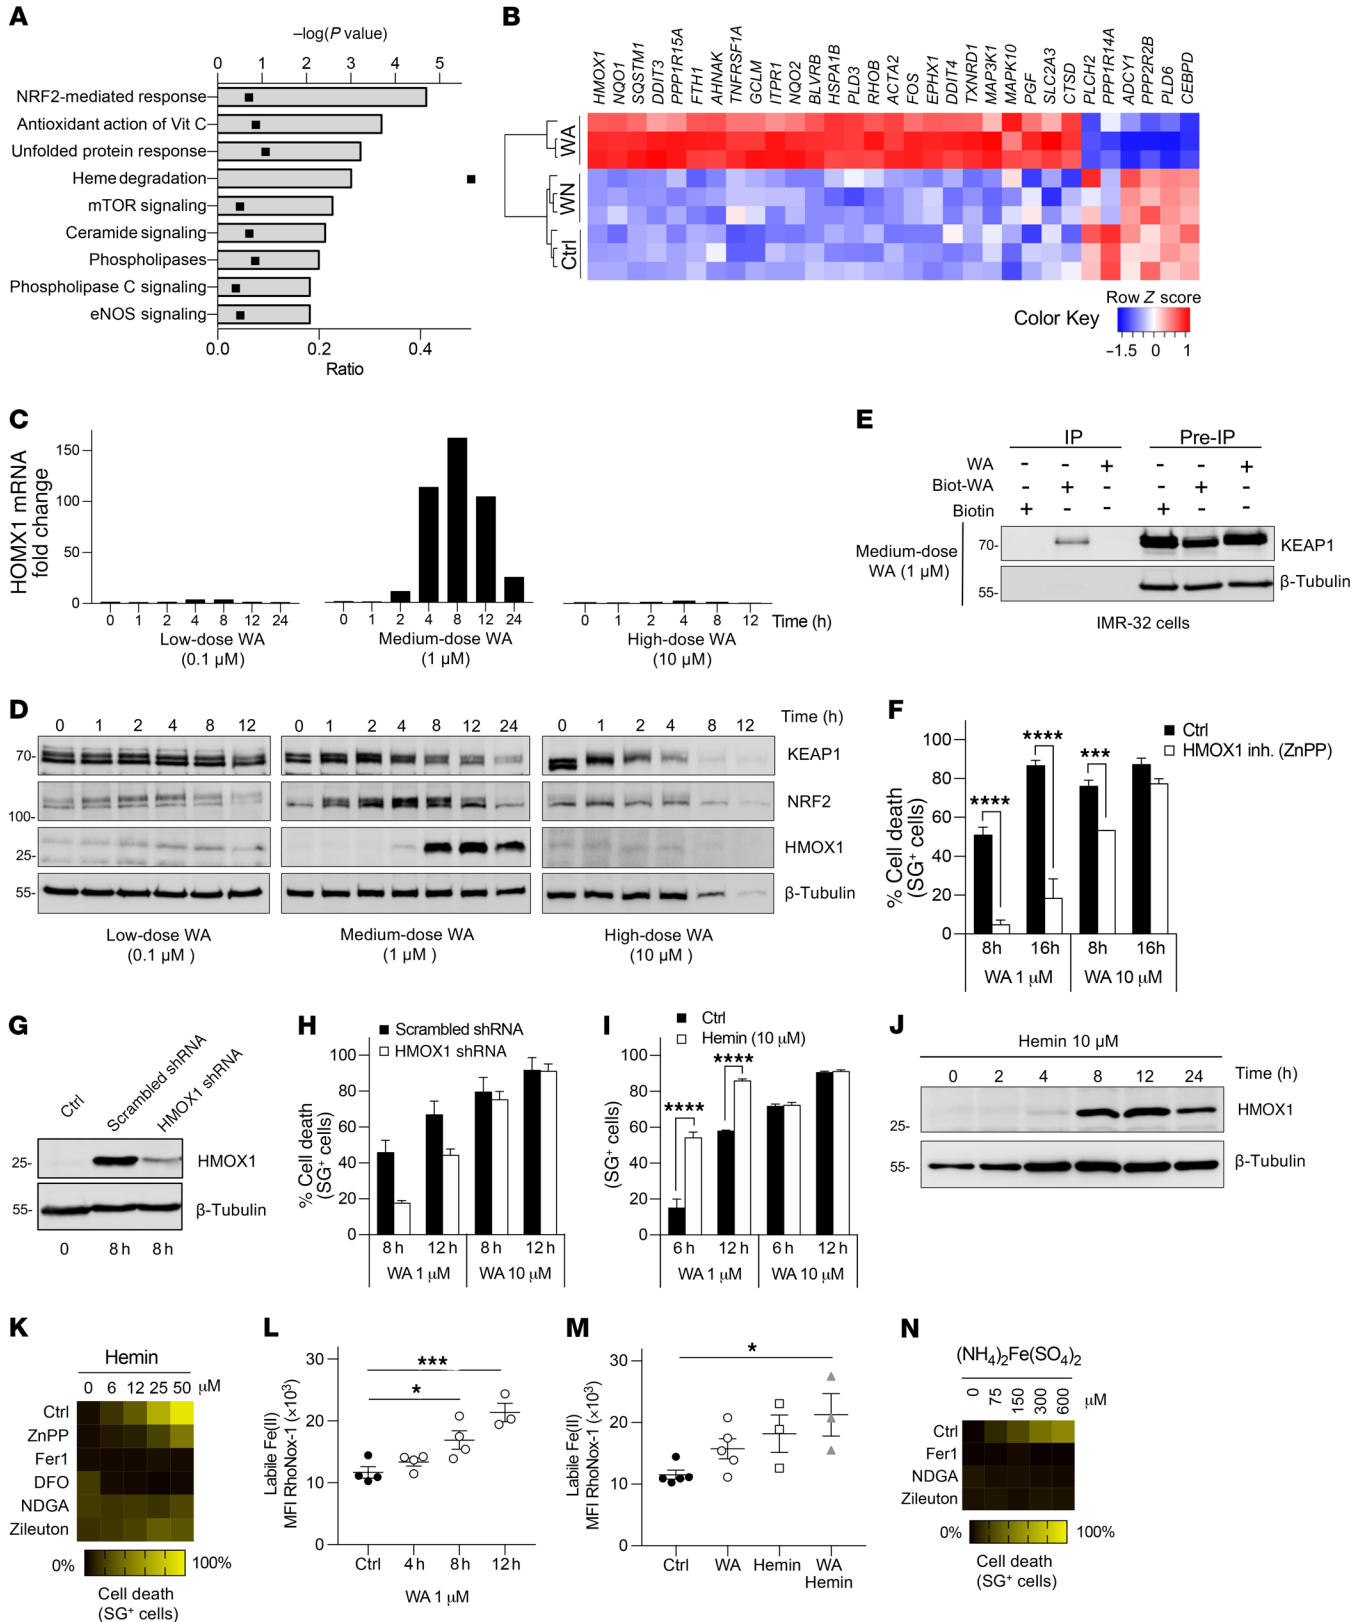 A
–log(P value)
0 1 2 3 4 5
NRF2-mediated response
Antioxidant action of Vit C
Unfolded protein response
Heme degradation
mTOR signaling
Ceramide signaling
Phospholipases
Phospholipase C signaling
eNOS signaling
0.0 0.2 0.4
Ratio
B
HMOX1 NQO1 SQSTM1 DDIT3 PPP1R15A FTH1 AHNAK TNFRSF1A GCLM ITPR1 NQO2 BLVRB HSPA1B PLD3 RHOB ACTA2 FOS EPHX1 DDIT4 TXNRD1 MAP3K1 MAPK10 PGF SLC2A3 CTSD PLCH2 PPP1R14A ADCY1 PPP2R2B PLD6 CEBPD
WA
WN
Ctrl
Color Key
Row Z score
–1.5 0 1
C
HOMX1 mRNA
fold change
150
100
50
0
0 1 2 4 8 12 24
0 1 2 4 8 12 24
0 1 2 4 8 12
Time (h)
Low-dose WA
(0.1 µM)
Medium-dose WA
(1 µM)
High-dose WA
(10 µM)
E
IP Pre-IP
WA - - + - - +
Biot-WA - + - - + -
Biotin + - - + - -
Medium-dose
WA (1 µM)
70-
KEAP1
55-
β-Tubulin
IMR-32 cells
D
0 1 2 4 8 12
0 1 2 4 8 12 24
0 1 2 4 8 12
Time (h)
70-
KEAP1
100-
NRF2
25-
HMOX1
55-
β-Tubulin
Low-dose WA
(0.1 µM )
Medium-dose WA
(1 µM )
High-dose WA
(10 µM )
F
Ctrl
HMOX1 inh. (ZnPP)
% Cell death
(SG+ cells)
100
80
60
40
20
0
****
****
***
8h 16h 8h 16h
WA 1 µM WA 10 µM
G
Ctrl
Scrambled shRNA
HMOX1 shRNA
25-
HMOX1
55-
β-Tubulin
0 8 h 8 h
H
Scrambled shRNA
HMOX1 shRNA
% Cell death
(SG+ cells)
100
80
60
40
20
0
8 h 12 h 8 h 12 h
WA 1 µM WA 10 µM
I
Ctrl
Hemin (10 µM)
(SG+ cells)
100
80
60
40
20
0
****
****
6 h 12 h 6 h 12 h
WA 1 µM WA 10 µM
J
Hemin 10 µM
0 2 4 8 12 24 Time (h)
25-
HMOX1
55-
β-Tubulin
K
Hemin
0 6 12 25 50 µM
Ctrl
ZnPP
Fer1
DFO
NDGA
Zileuton
0% 100%
Cell death
(SG+ cells)
L
Labile Fe(II)
MFI RhoNox-1 (×10³)
30
20
10
0
***
*
Ctrl 4 h 8 h 12 h
WA 1 µM
M
Labile Fe(II)
MFI RhoNox-1 (×10³)
30
20
10
0
*
Ctrl WA Hemin WA
Hemin
N
(NH₄)₂Fe(SO₄)₂
0 75 150 300 600 µM
Ctrl
Fer1
NDGA
Zileuton
0% 100%
Cell death
(SG+ cells)